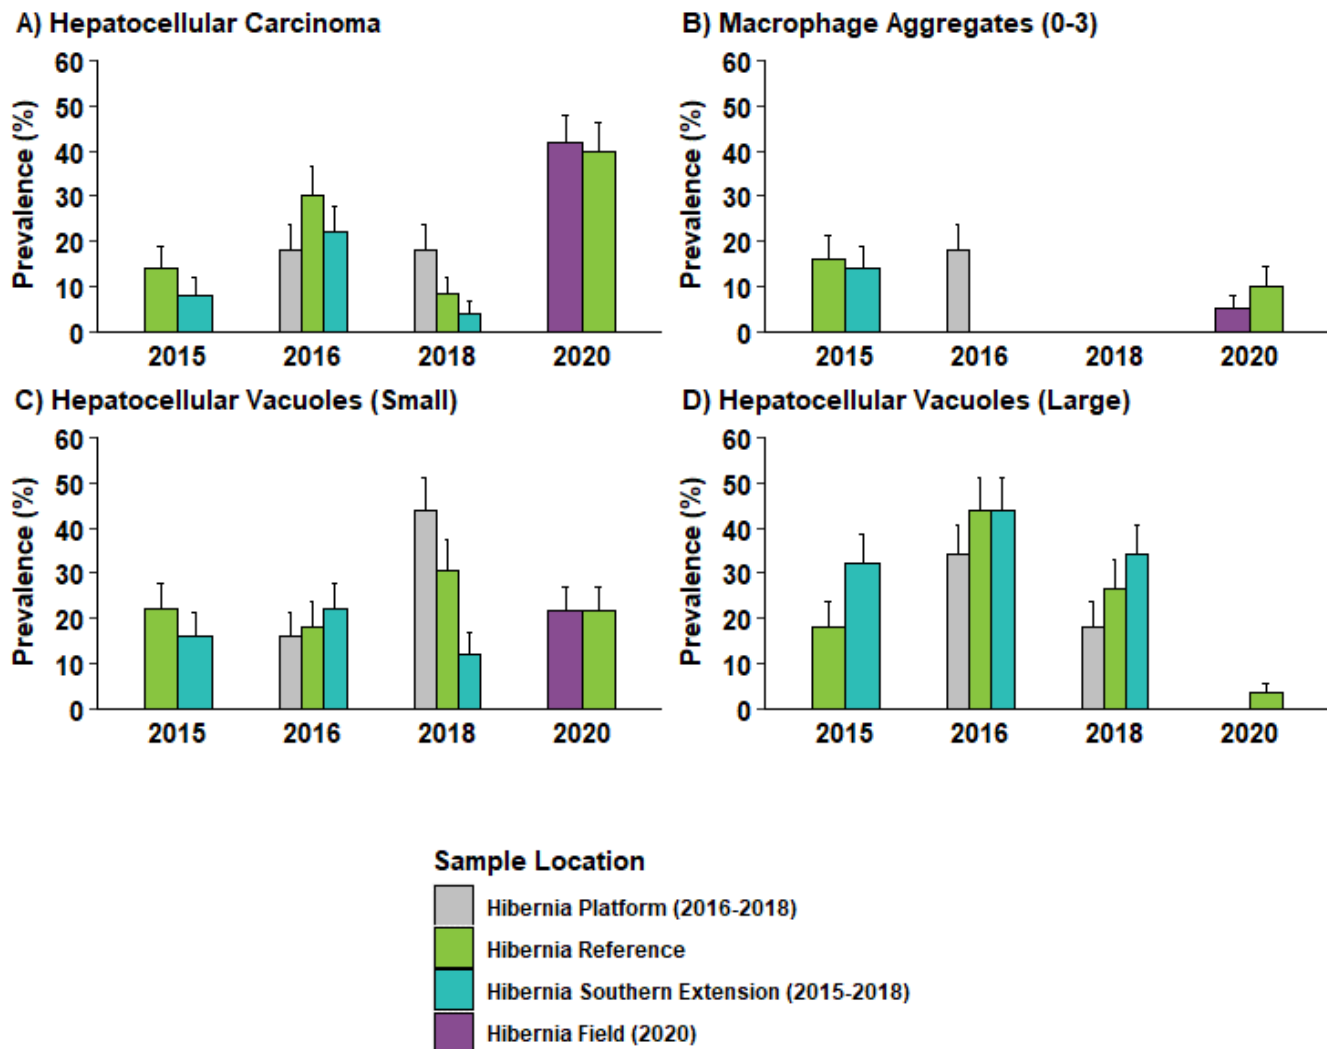 A) Hepatocellular Carcinoma
Prevalence (%)
60
50
40
30
20
10
0
2015 2016 2018 2020
B) Macrophage Aggregates (0-3)
Prevalence (%)
60
50
40
30
20
10
0
2015 2016 2018 2020
C) Hepatocellular Vacuoles (Small)
Prevalence (%)
60
50
40
30
20
10
0
2015 2016 2018 2020
D) Hepatocellular Vacuoles (Large)
Prevalence (%)
60
50
40
30
20
10
0
2015 2016 2018 2020
Sample Location
Hibernia Platform (2016-2018)
Hibernia Reference
Hibernia Southern Extension (2015-2018)
Hibernia Field (2020)